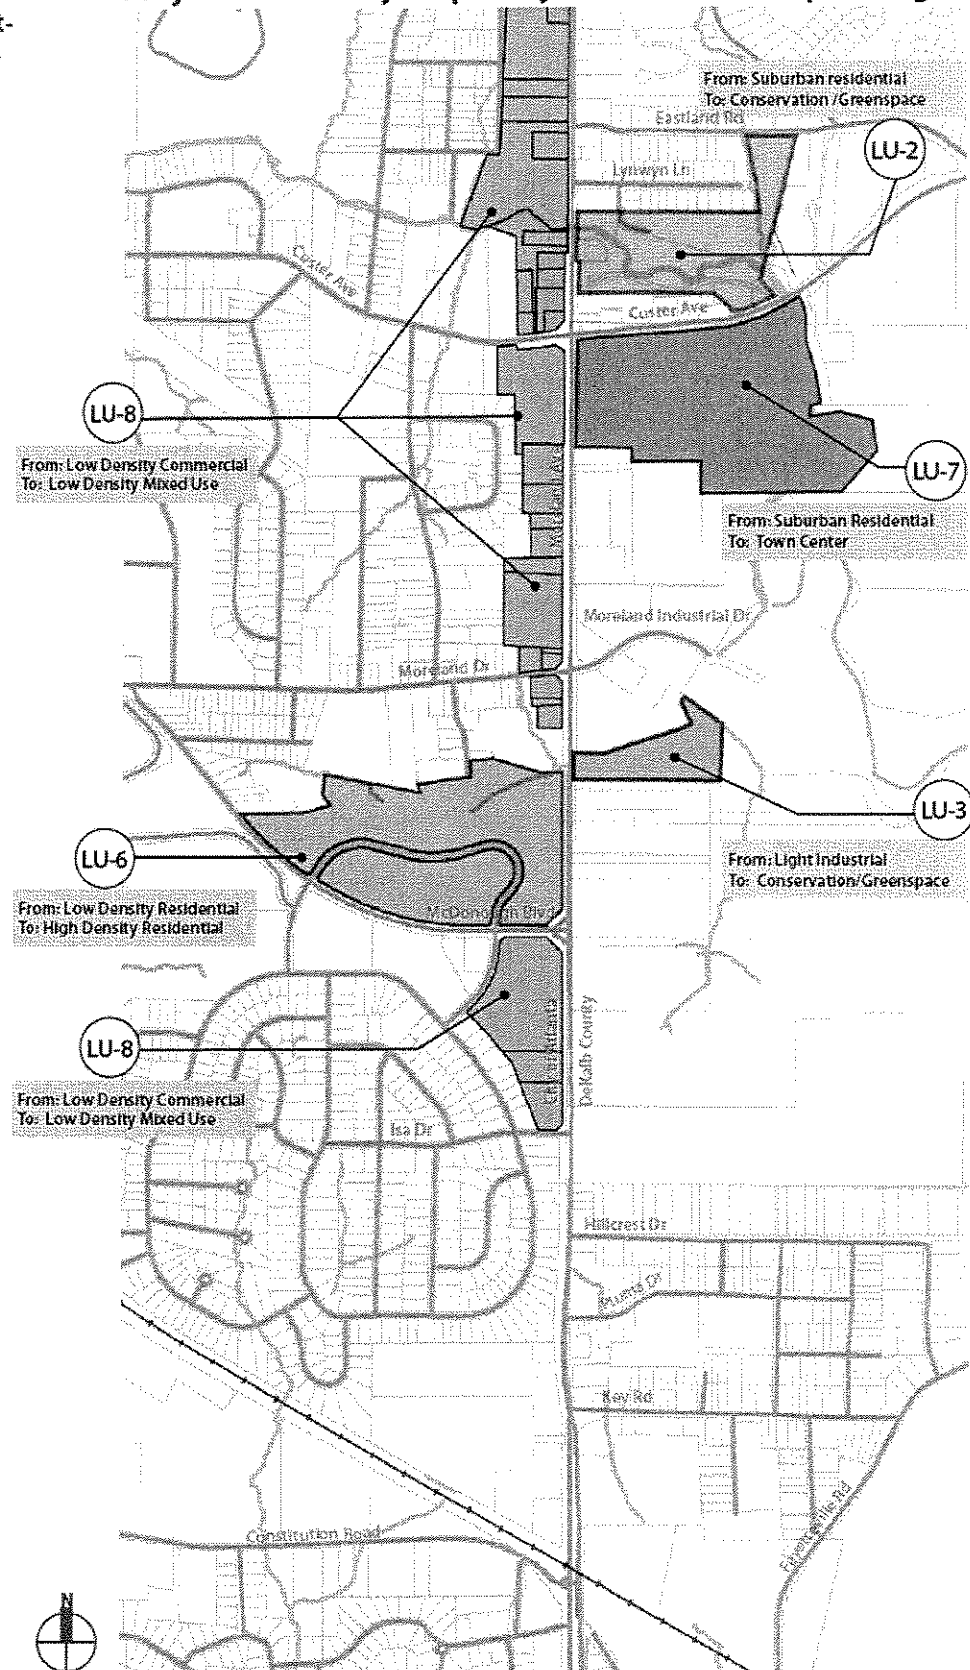 t-
From: Suburban residential
To: Conservation /Greenspace
Eastland Rd
LU-2
Lynwyn Ln
Custer Ave
Custer Ave
LU-8
From: Low Density Commercial
To: Low Density Mixed Use
LU-7
From: Suburban Residential
To: Town Center
Moreland Industrial Dr
Moreland Dr
LU-3
From: Light Industrial
To: Conservation/Greenspace
LU-6
From: Low Density Residential
To: High Density Residential
McDonough Blvd
DeKalb County
LU-8
From: Low Density Commercial
To: Low Density Mixed Use
Isa Dr
Hillcrest Dr
Key Rd
Constitution Road
N